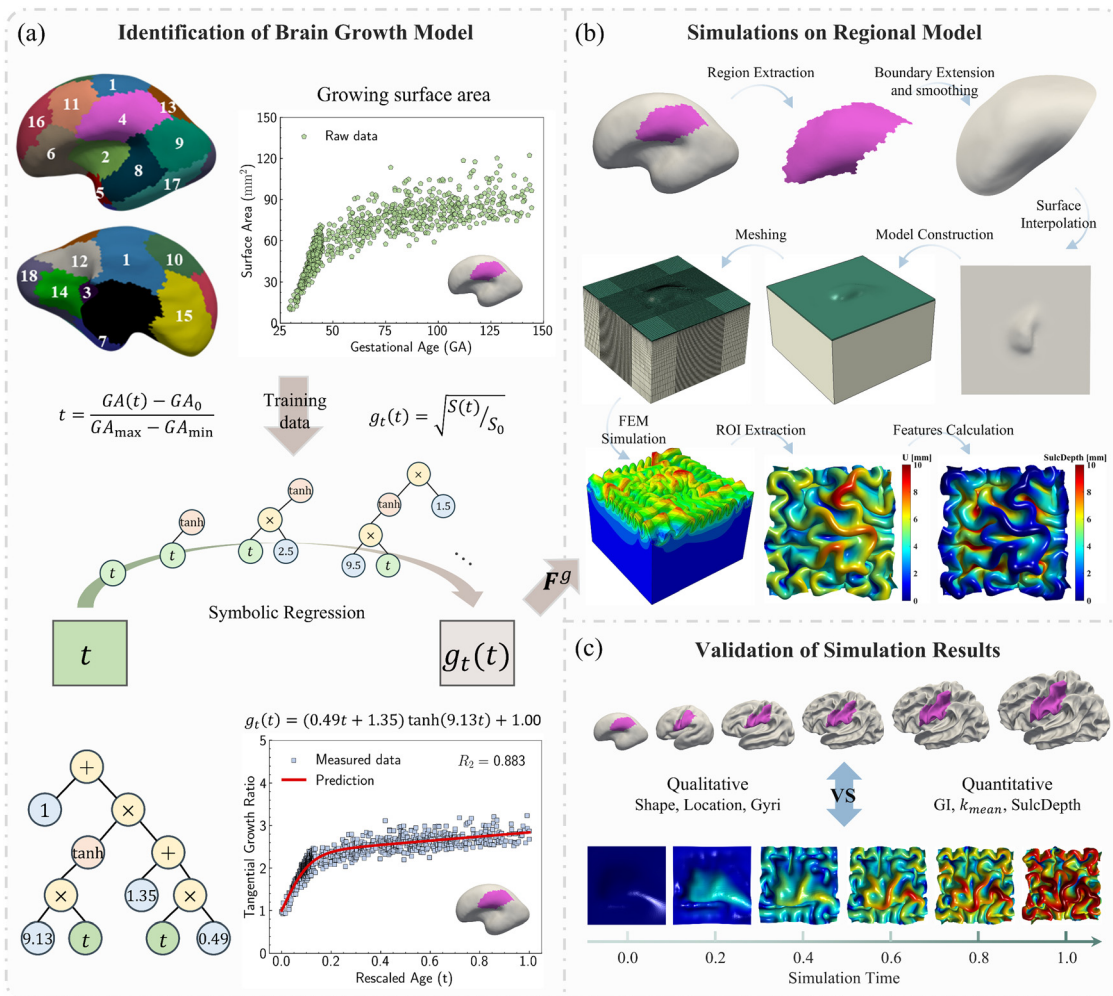 (a)
Identification of Brain Growth Model
1
11
13
16
4
6
9
2
8
5
17
12
1
10
18
14
3
15
7
Growing surface area
Raw data
Surface Area (mm²)
150
120
90
60
30
0
25 50 75 100 125 150
Gestational Age (GA)
t = (GA(t) − GA₀) / (GA_max − GA_min)
Training
data
g_t(t) = √(S(t)/S₀)
t
tanh
t
tanh
×
t
2.5
×
tanh
1.5
×
9.5
t
...
Symbolic Regression
t
g_t(t)
F^g
g_t(t) = (0.49t + 1.35) tanh(9.13t) + 1.00
+
1
×
tanh
+
×
1.35
×
9.13
t
t
0.49
Measured data
Prediction
R₂ = 0.883
Tangential Growth Ratio
5
4
3
2
1
0
0.0 0.2 0.4 0.6 0.8 1.0
Rescaled Age (t)
(b)
Simulations on Regional Model
Region Extraction
Boundary Extension
and smoothing
Surface
Interpolation
Model Construction
Meshing
FEM
Simulation
ROI Extraction
Features Calculation
U [mm]
10
8
6
4
2
0
SulcDepth [mm]
10
8
6
4
2
0
(c)
Validation of Simulation Results
Qualitative
Shape, Location, Gyri
VS
Quantitative
GI, k_mean, SulcDepth
0.0 0.2 0.4 0.6 0.8 1.0
Simulation Time